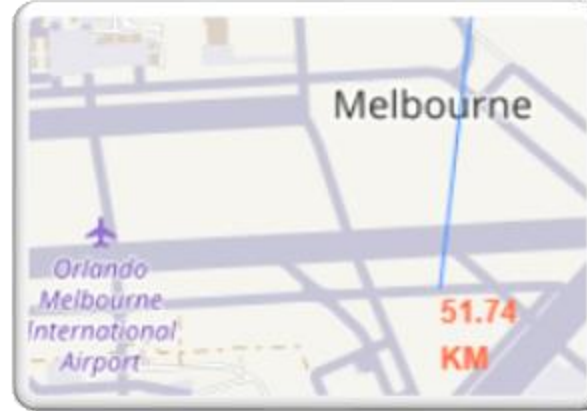 Melbourne
Orlando
Melbourne
International
Airport
51.74
KM